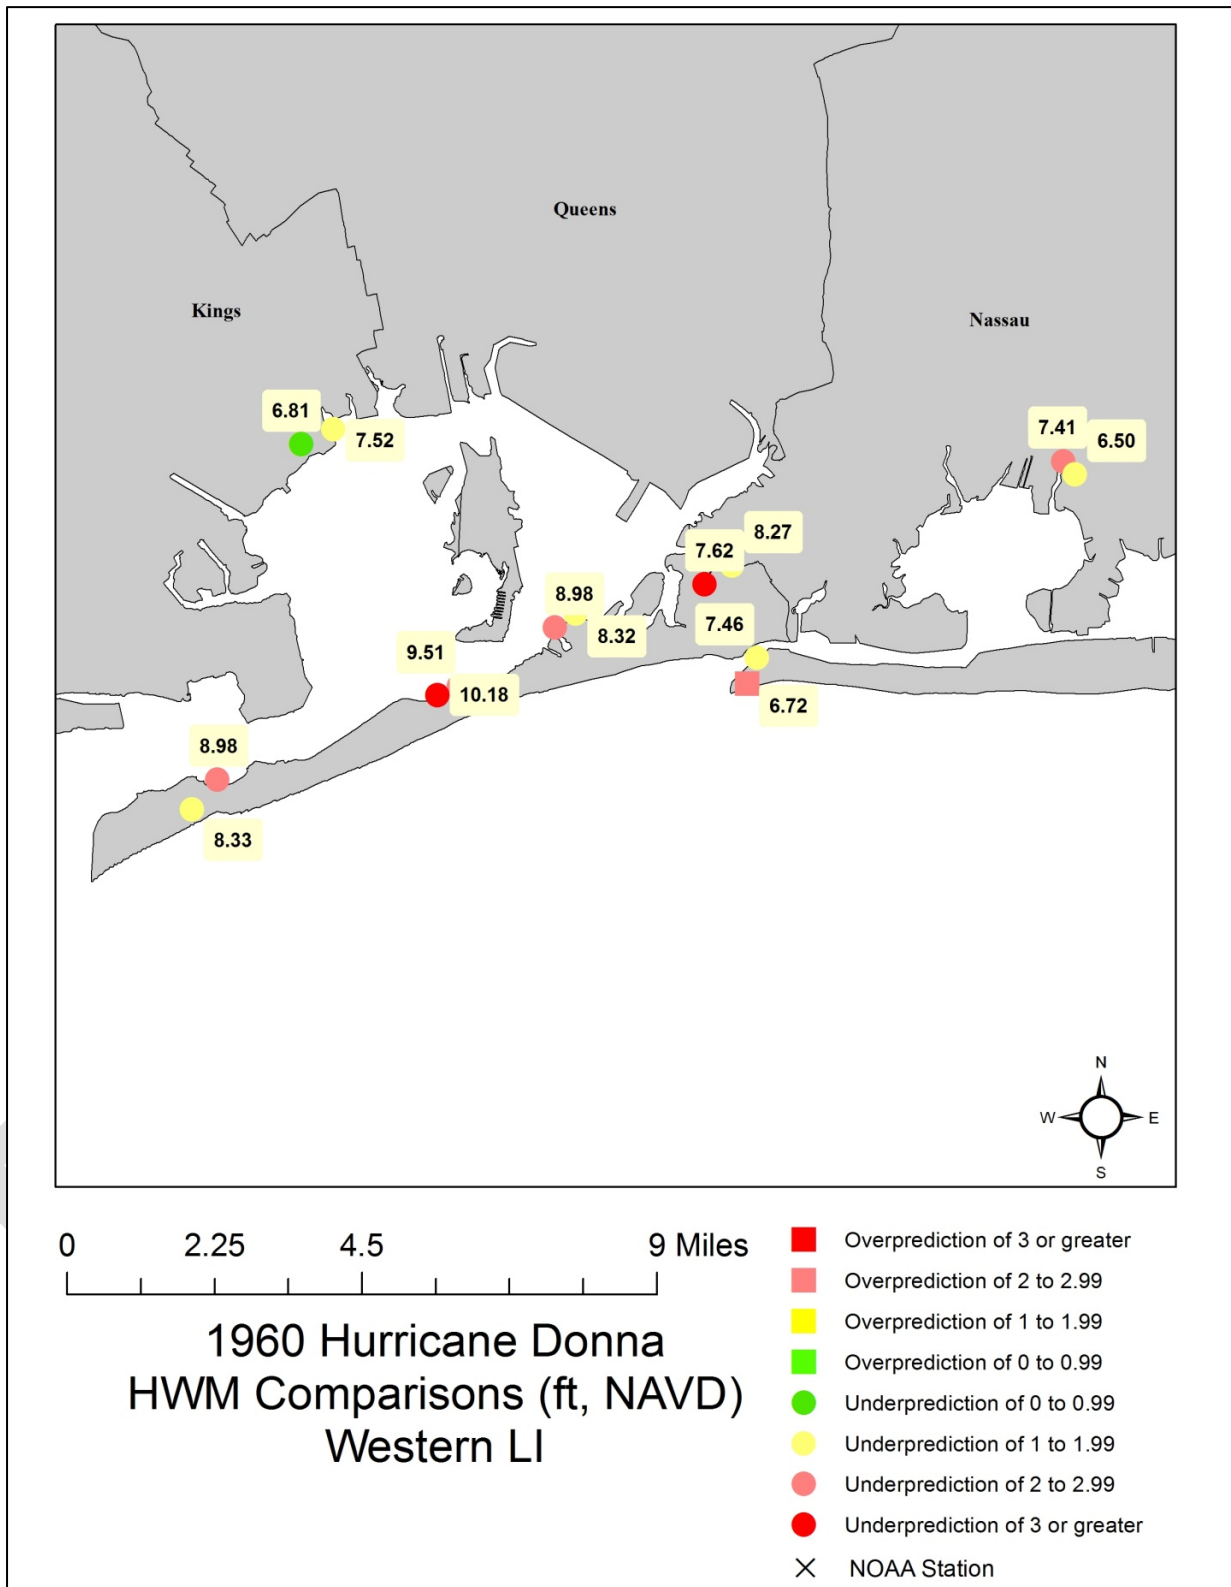 Queens
Kings
Nassau
6.81
7.52
7.41
6.50
8.27
7.62
8.98
7.46
8.32
9.51
10.18
6.72
8.98
8.33
N
W E
S
0 2.25 4.5 9 Miles
1960 Hurricane Donna
HWM Comparisons (ft, NAVD)
Western LI
Overprediction of 3 or greater
Overprediction of 2 to 2.99
Overprediction of 1 to 1.99
Overprediction of 0 to 0.99
Underprediction of 0 to 0.99
Underprediction of 1 to 1.99
Underprediction of 2 to 2.99
Underprediction of 3 or greater
NOAA Station